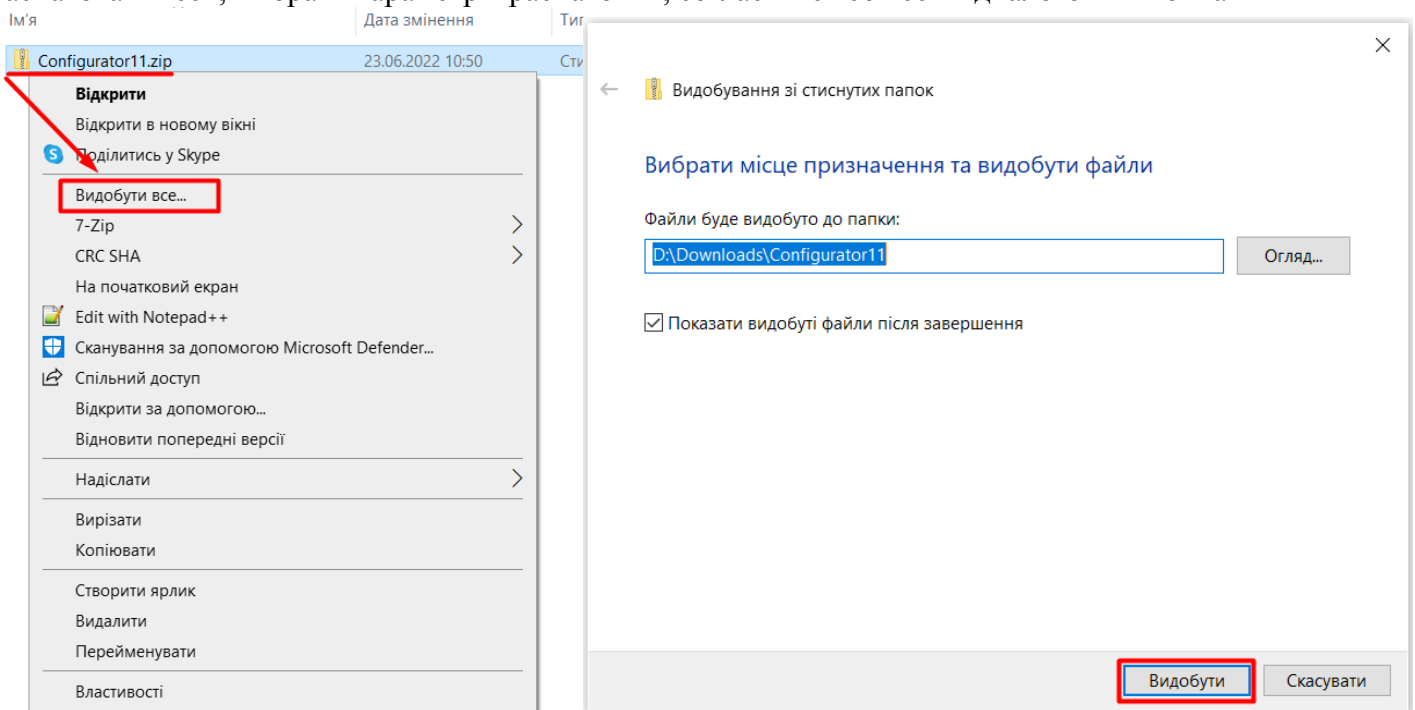 Ім'я Дата змінення Тип
Configurator11.zip 23.06.2022 10:50
Відкрити
Відкрити в новому вікні
Поділитись у Skype
Видобути все...
7-Zip
CRC SHA
На початковий екран
Edit with Notepad++
Сканування за допомогою Microsoft Defender...
Спільний доступ
Відкрити за допомогою...
Відновити попередні версії
Надіслати
Вирізати
Копіювати
Створити ярлик
Видалити
Перейменувати
Властивості
Видобування зі стиснутих папок
Вибрати місце призначення та видобути файли
Файли буде видобуто до папки:
D:\Downloads\Configurator11
Огляд...
Показати видобуті файли після завершення
Видобути Скасувати